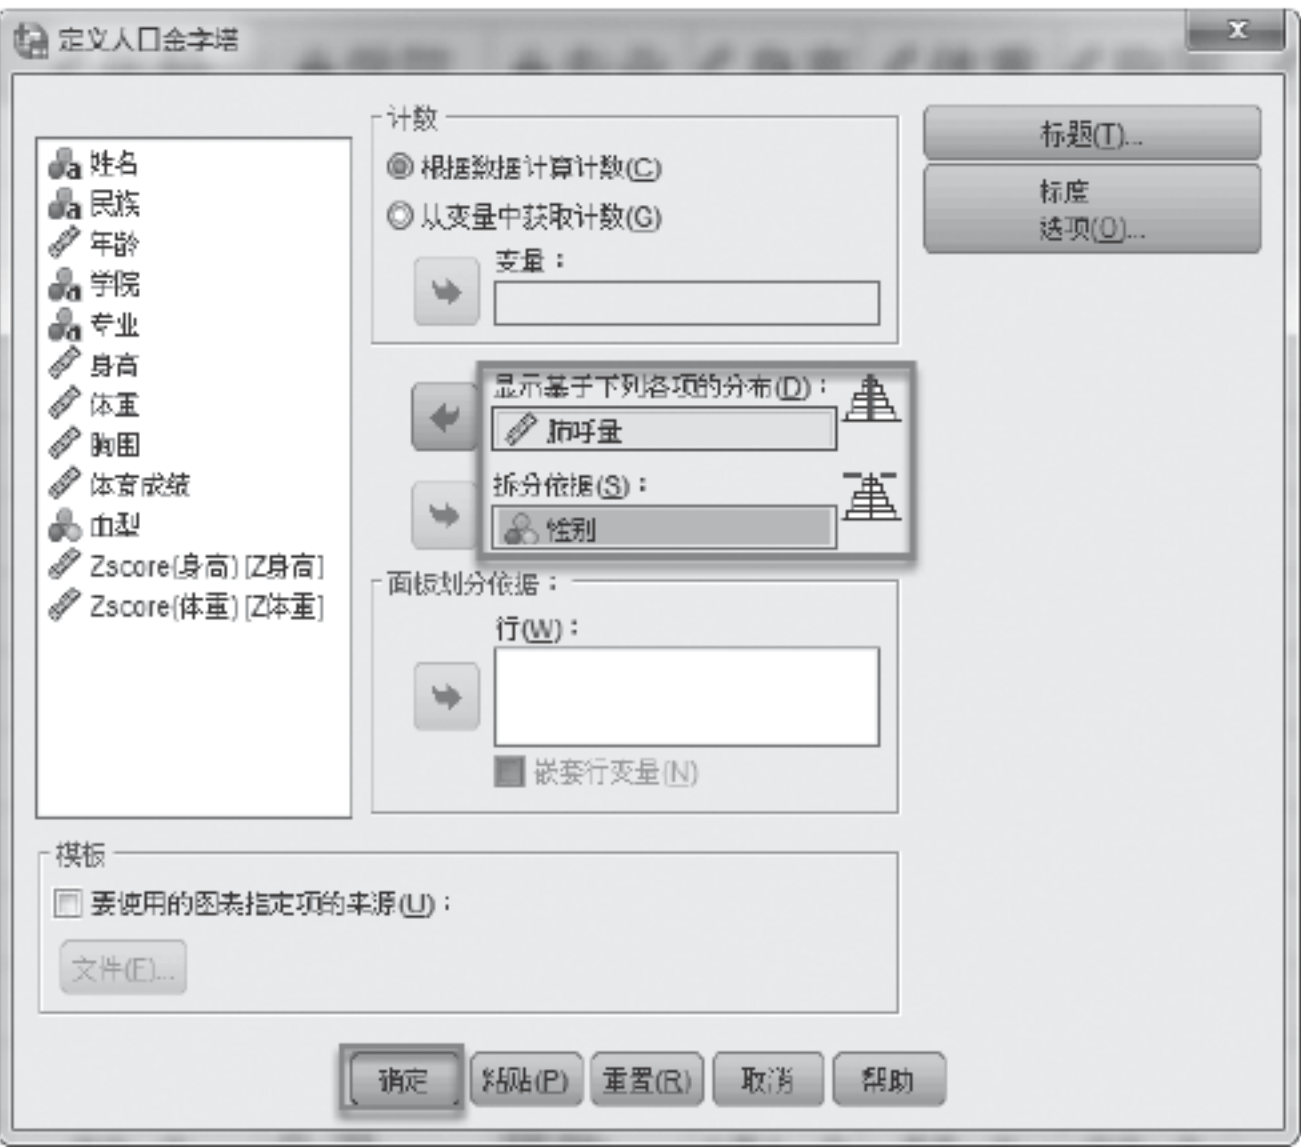 定义人口金字塔
x
姓名
民族
年龄
学院
专业
身高
体重
胸围
体育成绩
血型
Zscore(身高) [Z身高]
Zscore(体重) [Z体重]
计数
根据数据计算计数(C)
从变量中获取计数(G)
变量：
显示基于下列各项的分布(D)：
肺呼量
拆分依据(S)：
性别
面板划分依据：
行(W)：
嵌套行变量(N)
标题(T)...
标度
选项(O)...
模板
要使用的图表指定项的来源(U)：
文件(F)...
确定
粘贴(P)
重置(R)
取消
帮助